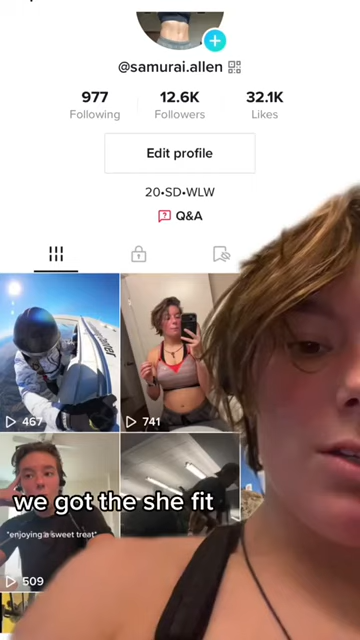 @samurai.allen
977
12.6K
32.1K
Following
Followers
Likes
Edit profile
20•SD•WLW
Q&A
467
741
we got the she fit
*enjoying a sweet treat*
509